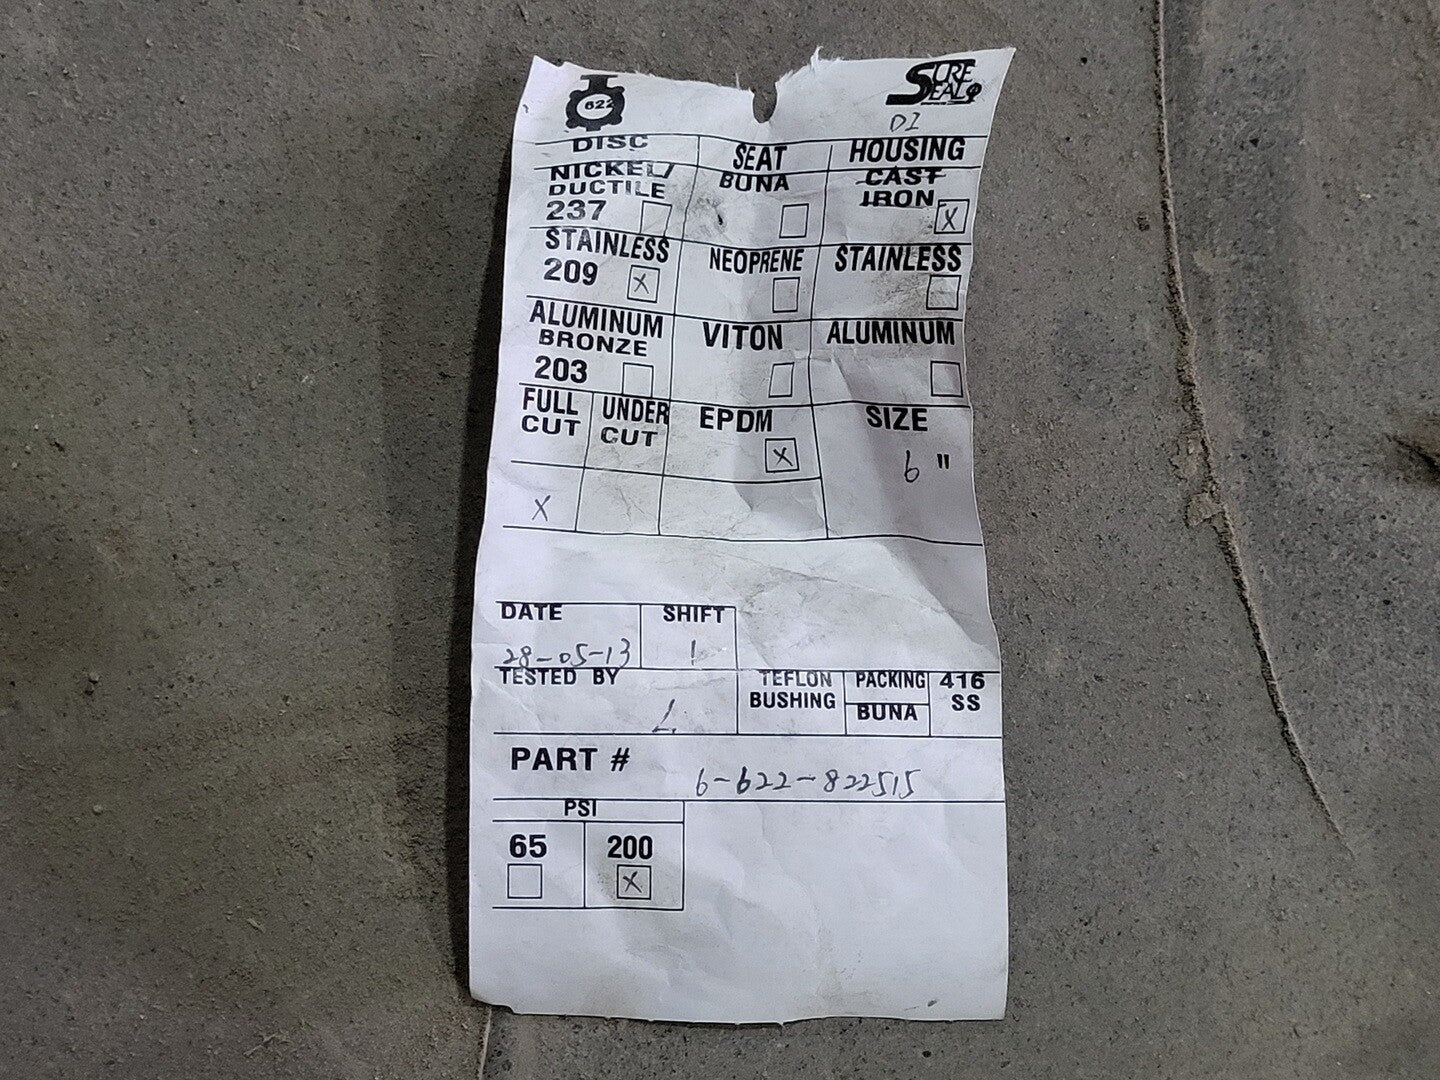 622
SURE SEAL
DI
DISC SEAT HOUSING
NICKEL/ DUCTILE 237 BUNA CAST IRON X
STAINLESS 209 X NEOPRENE STAINLESS
ALUMINUM BRONZE 203 VITON ALUMINUM
FULL CUT UNDER CUT EPDM X SIZE 6"
X
DATE SHIFT
28-05-13 1
TESTED BY TEFLON BUSHING PACKING BUNA 416 SS
L.
PART # 6-622-822515
PSI
65 200
X